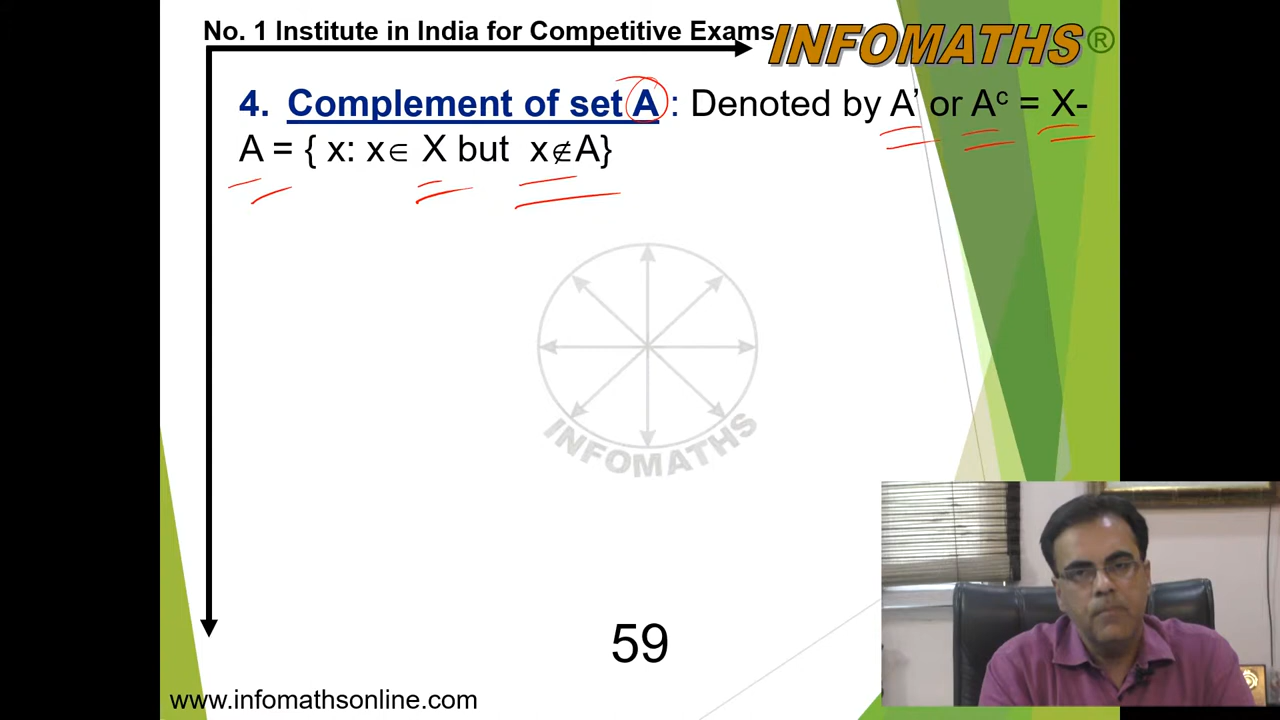 No. 1 Institute in India for Competitive Exams
INFOMATHS®
4. Complement of set A : Denoted by A’ or Aᶜ = X-
A = { x: x∈ X but x∉A}
INFOMATHS
59
www.infomathsonline.com